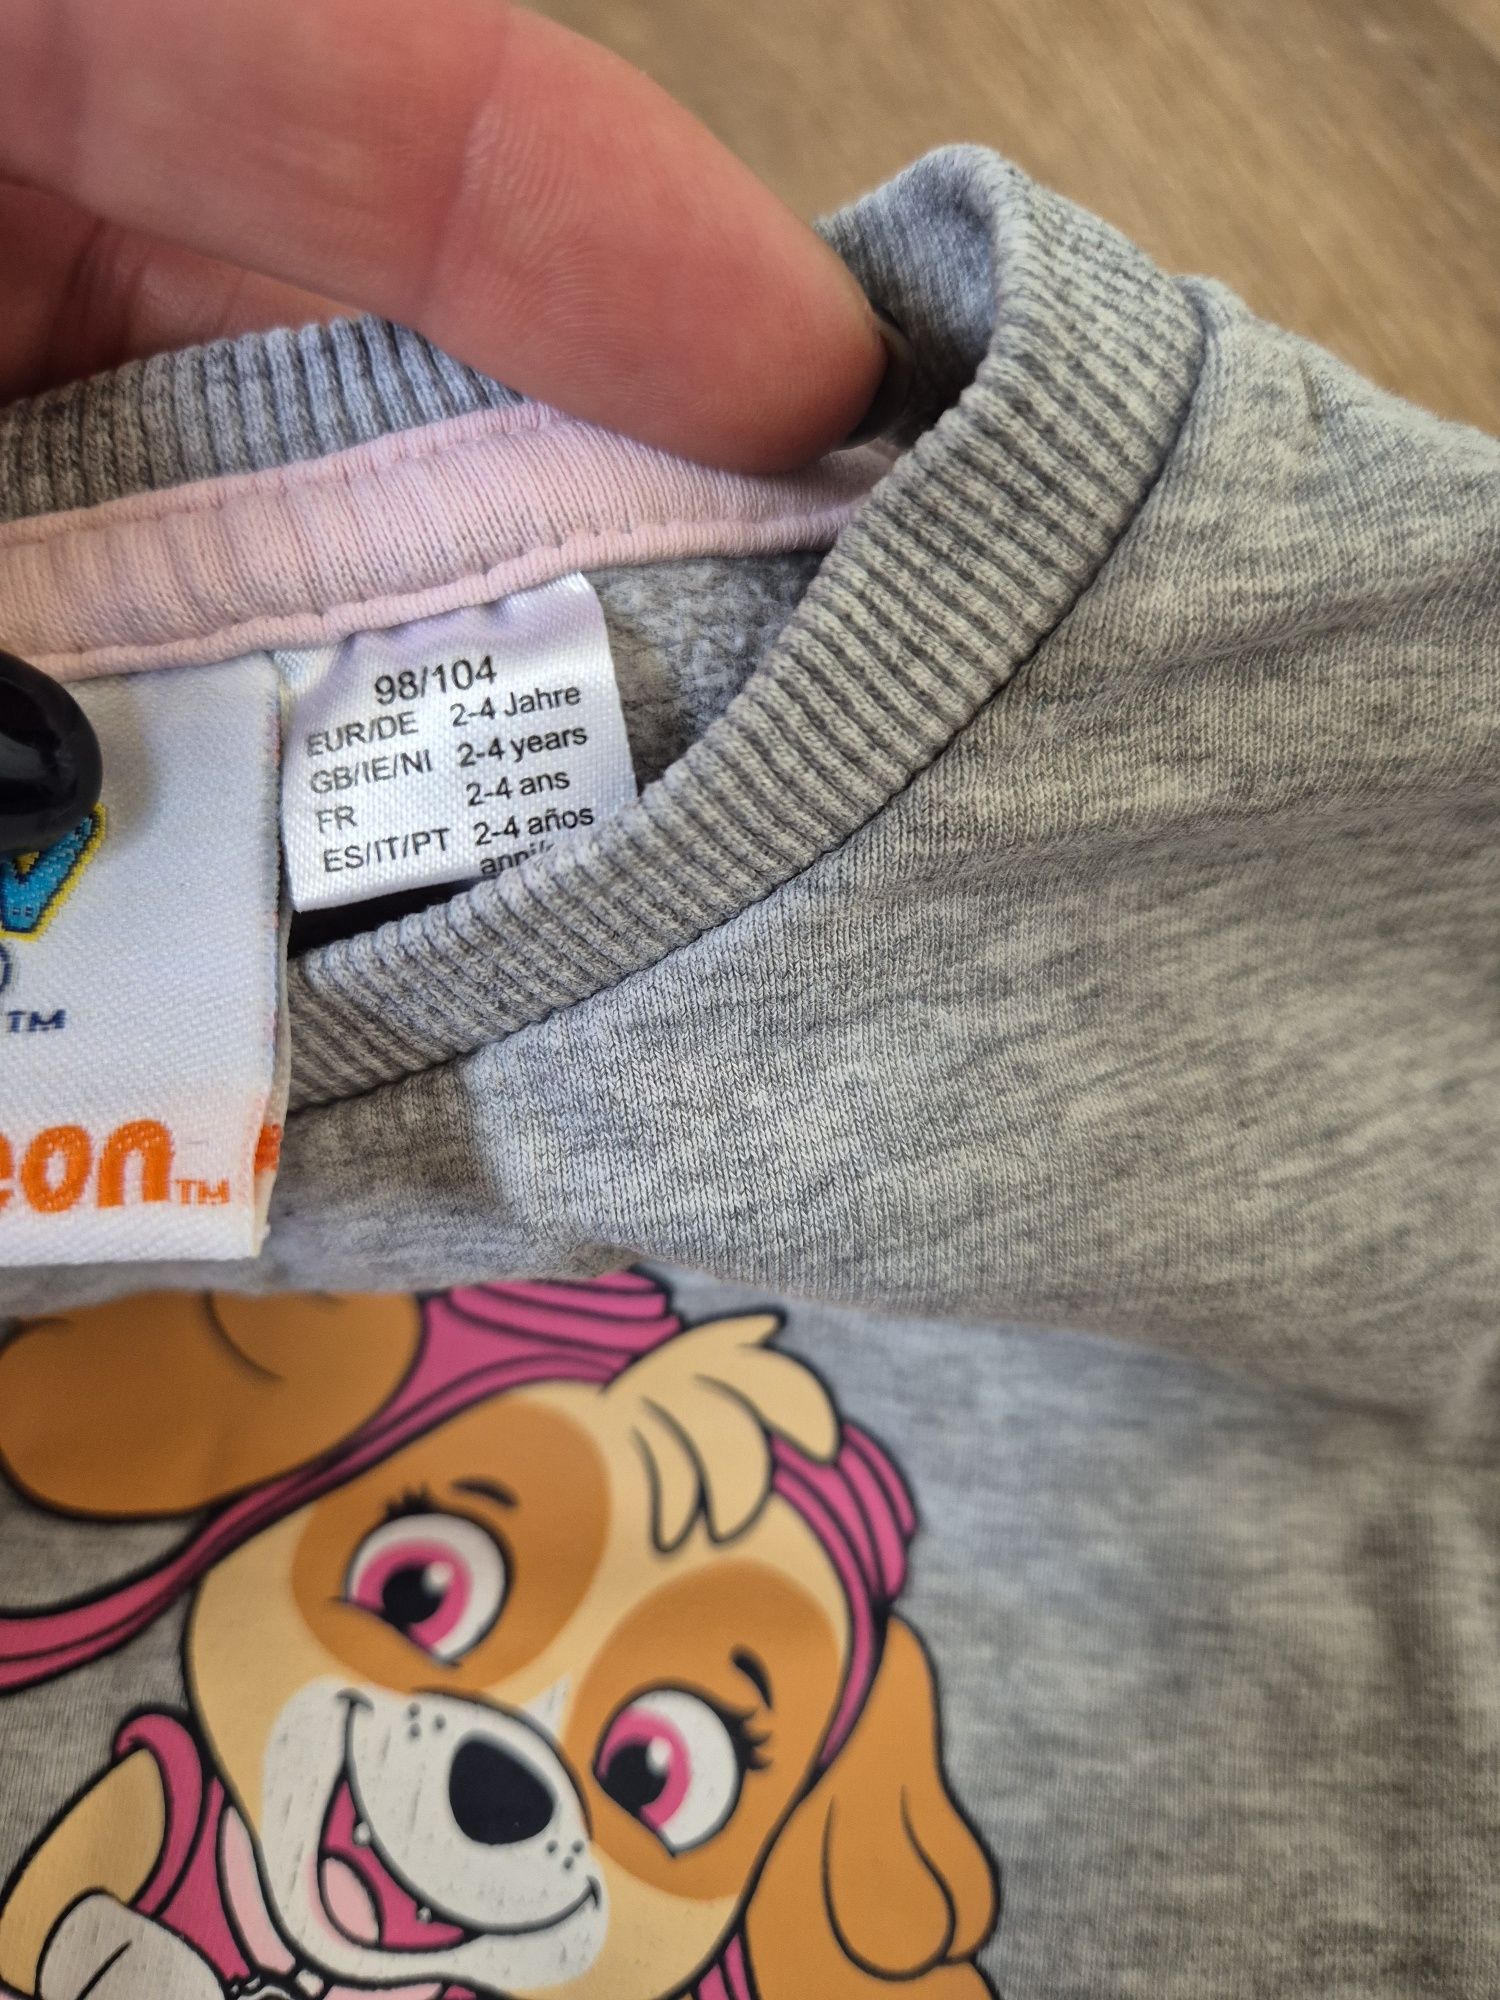 98/104
EUR/DE 2-4 Jahre
GB/IE/NI 2-4 years
FR 2-4 ans
ES/IT/PT 2-4 años
TM
eon TM